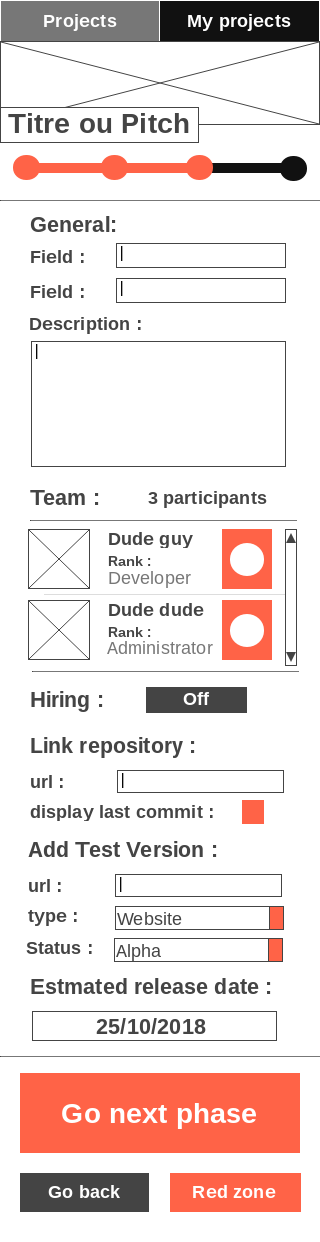 Projects
My projects
Titre ou Pitch
General:
Field :
Field :
Description :
Team :
3 participants
Dude guy
Rank :
Developer
Dude dude
Rank :
Administrator
Hiring :
Off
Link repository :
url :
display last commit :
Add Test Version :
url :
type :
Website
Status :
Alpha
Estmated release date :
25/10/2018
Go next phase
Go back
Red zone